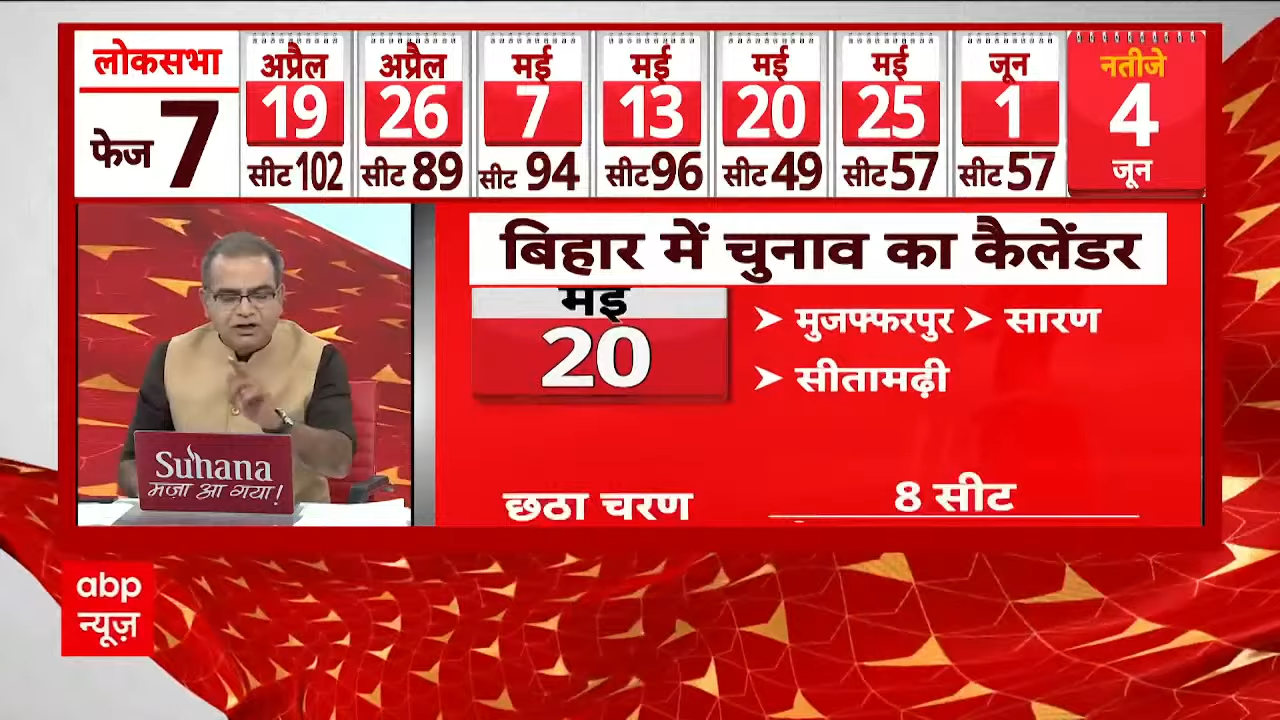 लोकसभा
फेज 7
अप्रैल
19
सीट 102
अप्रैल
26
सीट 89
मई
7
सीट 94
मई
13
सीट 96
मई
20
सीट 49
मई
25
सीट 57
जून
1
सीट 57
नतीजे
4
जून
बिहार में चुनाव का कैलेंडर
मई
20
➤ मुजफ्फरपुर ➤ सारण
➤ सीतामढ़ी
छठा चरण
8 सीट
Suhana
मज़ा आ गया!
abp
न्यूज़